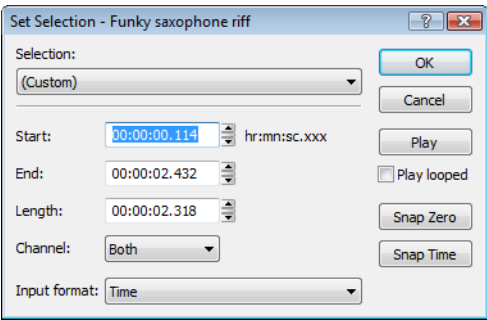 Set Selection - Funky saxophone riff
Selection:
(Custom)
OK
Cancel
Start: 00:00:00.114 hr:mn:sc.xxx
Play
End: 00:00:02.432
Play looped
Length: 00:00:02.318
Snap Zero
Channel: Both
Snap Time
Input format: Time